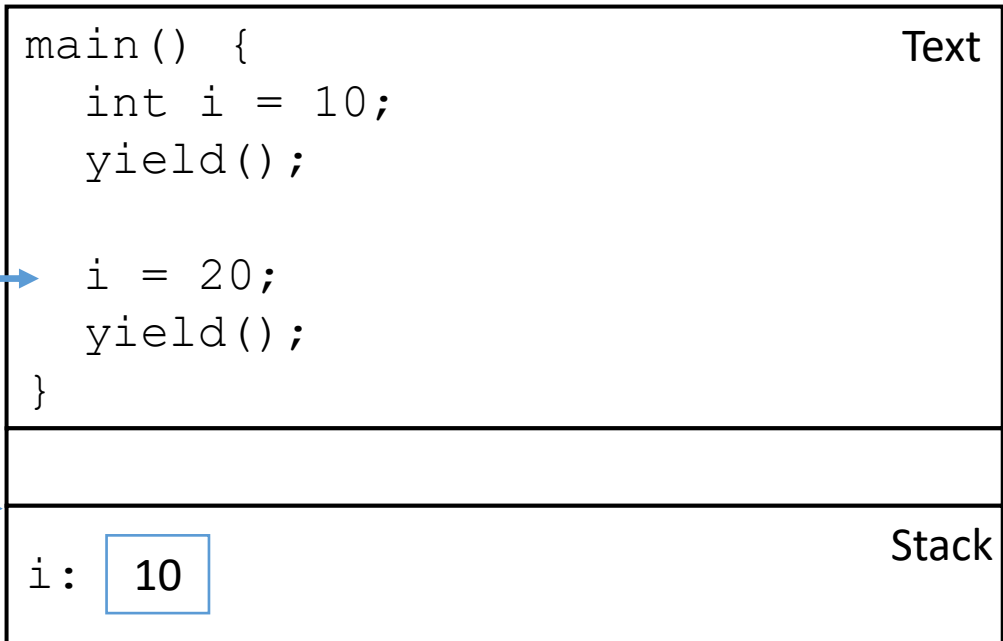 main() { Text
int i = 10;
yield();
i = 20;
yield();
}
Stack
i: 10